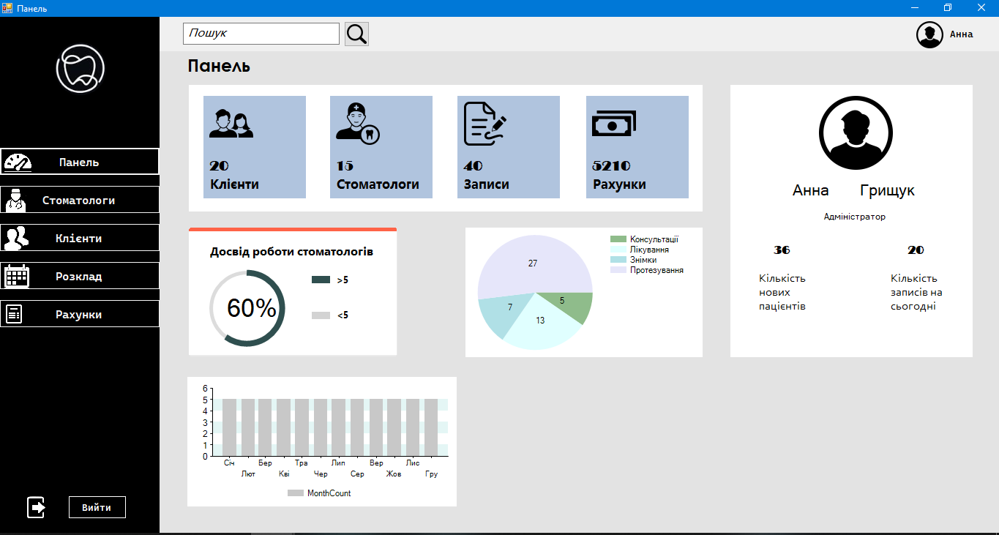 Панель
Пошук
Анна
Панель
Панель
Стоматологи
Клієнти
Розклад
Рахунки
Вийти
20
Клієнти
15
Стоматологи
40
Записи
5210
Рахунки
Досвід роботи стоматологів
60%
>5
<5
27
7
13
5
Консультації
Лікування
Знімки
Протезування
Анна Грищук
Адміністратор
36
Кількість
нових
пацієнтів
20
Кількість
записів на
сьогодні
6
5
4
3
2
1
0
Січ Бер Тра Лип Вер Лис
Лют Кві Чер Сер Жов Гру
MonthCount